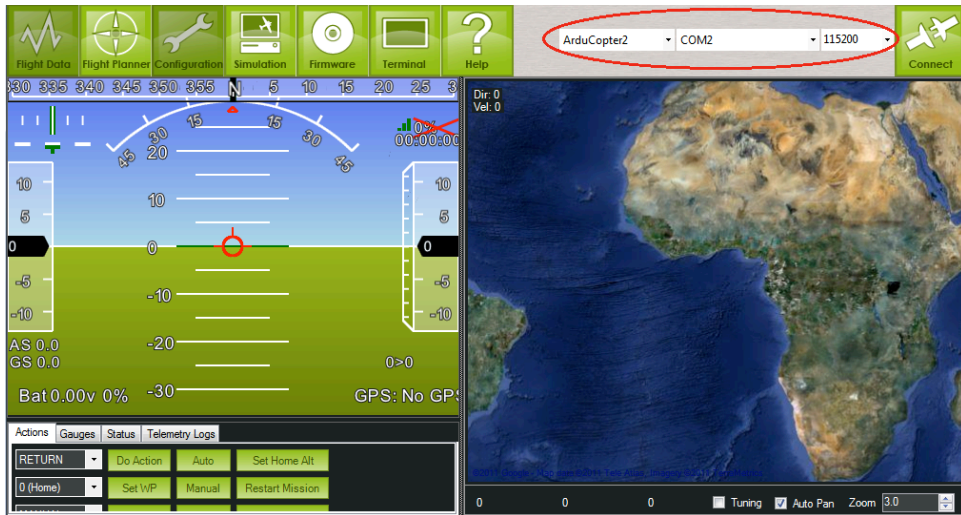 Flight Data Flight Planner Configuration Simulation Firmware Terminal Help
ArduCopter2 COM2 115200
Connect
330 335 340 345 350 355 N 5 10 15 20 25
Dir: 0
Vel: 0
45 30 15 15 30 45
0%
00:00:00
20
10
0
-10
-20
-30
10
5
0
-5
-10
10
5
0
-5
-10
AS 0.0
GS 0.0
0>0
Bat 0.00v 0%
GPS: No GPS
Actions Gauges Status Telemetry Logs
RETURN Do Action Auto Set Home Alt
0 (Home) Set WP Manual Restart Mission
0 0 0 Tuning Auto Pan Zoom 3.0